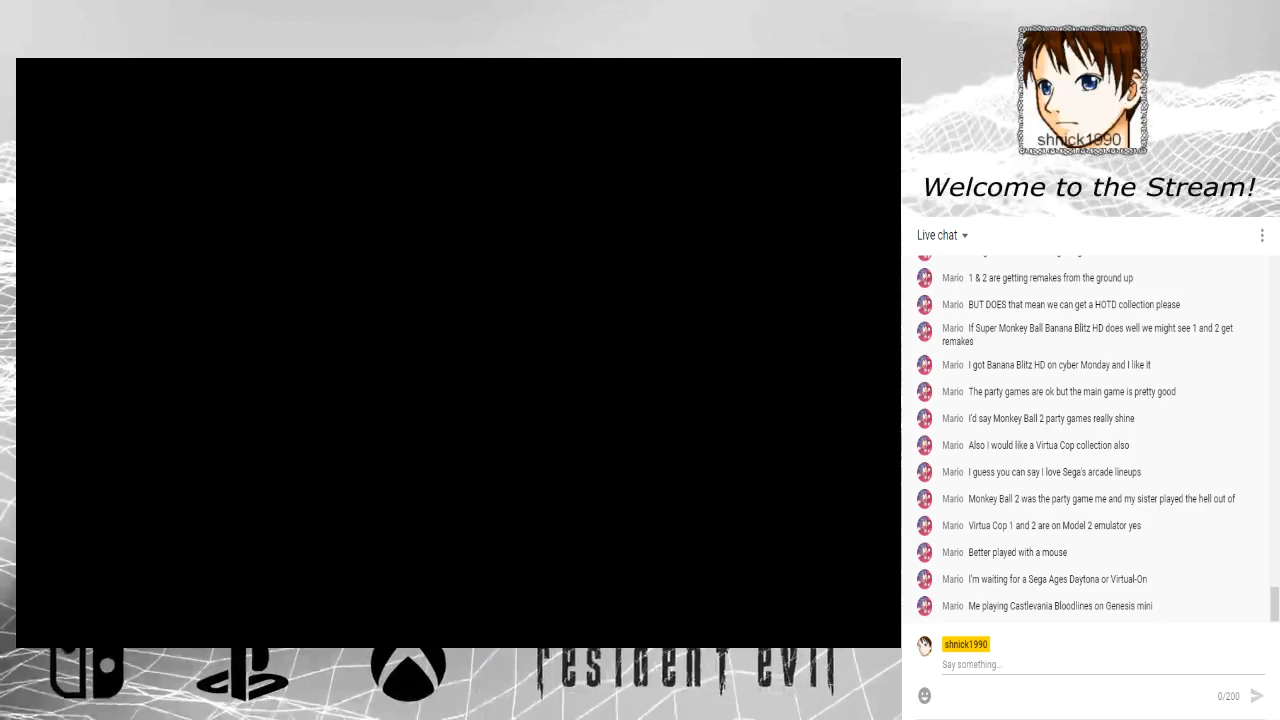 shnick1990
Welcome to the Stream!
Live chat
Mario 1 & 2 are getting remakes from the ground up
Mario BUT DOES that mean we can get a HOTD collection please
Mario If Super Monkey Ball Banana Blitz HD does well we might see 1 and 2 get
remakes
Mario I got Banana Blitz HD on cyber Monday and I like it
Mario The party games are ok but the main game is pretty good
Mario I'd say Monkey Ball 2 party games really shine
Mario Also I would like a Virtua Cop collection also
Mario I guess you can say I love Sega's arcade lineups
Mario Monkey Ball 2 was the party game me and my sister played the hell out of
Mario Virtua Cop 1 and 2 are on Model 2 emulator yes
Mario Better played with a mouse
Mario I'm waiting for a Sega Ages Daytona or Virtual-On
Mario Me playing Castlevania Bloodlines on Genesis mini
shnick1990
Say something...
0/200
resident evil